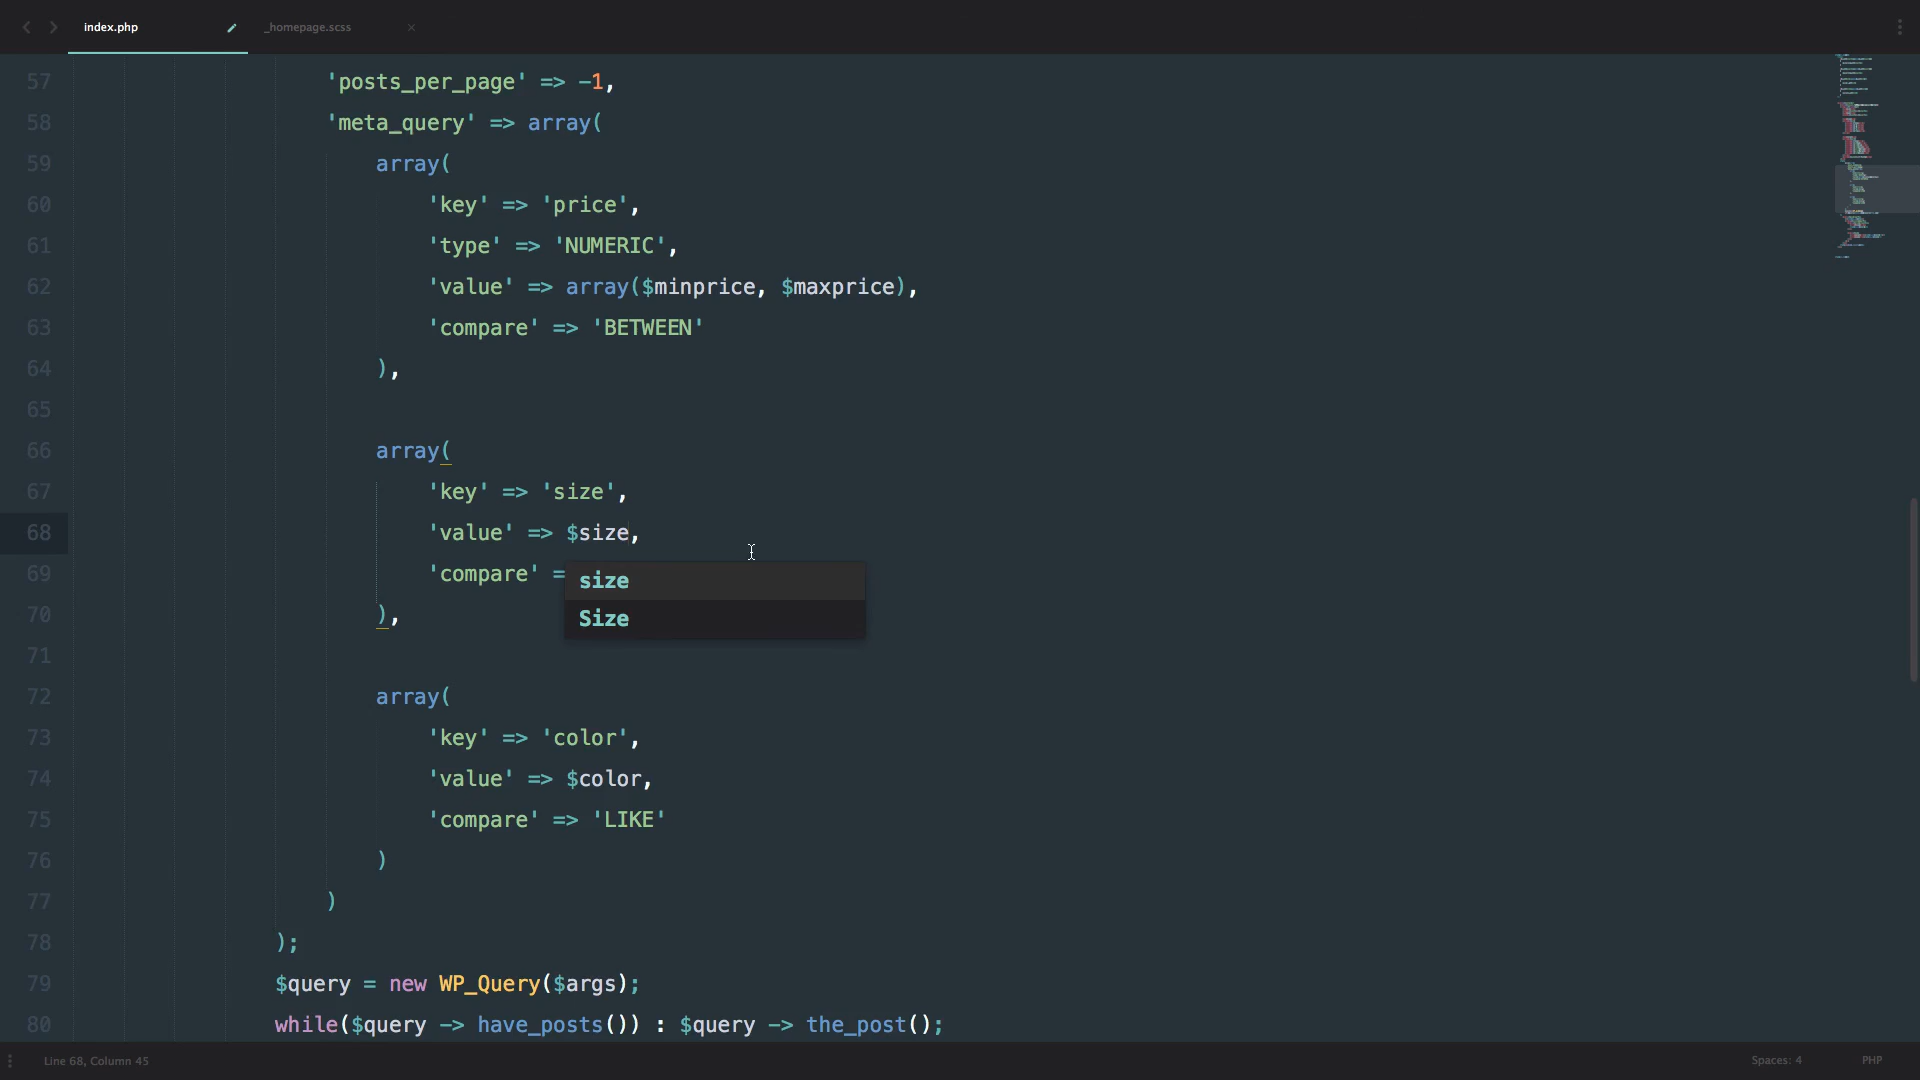 index.php
_homepage.scss
57 'posts_per_page' => -1,
58 'meta_query' => array(
59 array(
60 'key' => 'price',
61 'type' => 'NUMERIC',
62 'value' => array($minprice, $maxprice),
63 'compare' => 'BETWEEN'
64 ),
65
66 array(
67 'key' => 'size',
68 'value' => $size,
69 'compare' =
size
Size
70 ),
71
72 array(
73 'key' => 'color',
74 'value' => $color,
75 'compare' => 'LIKE'
76 )
77 )
78 );
79 $query = new WP_Query($args);
80 while($query -> have_posts()) : $query -> the_post();
Line 68, Column 45
Spaces: 4
PHP